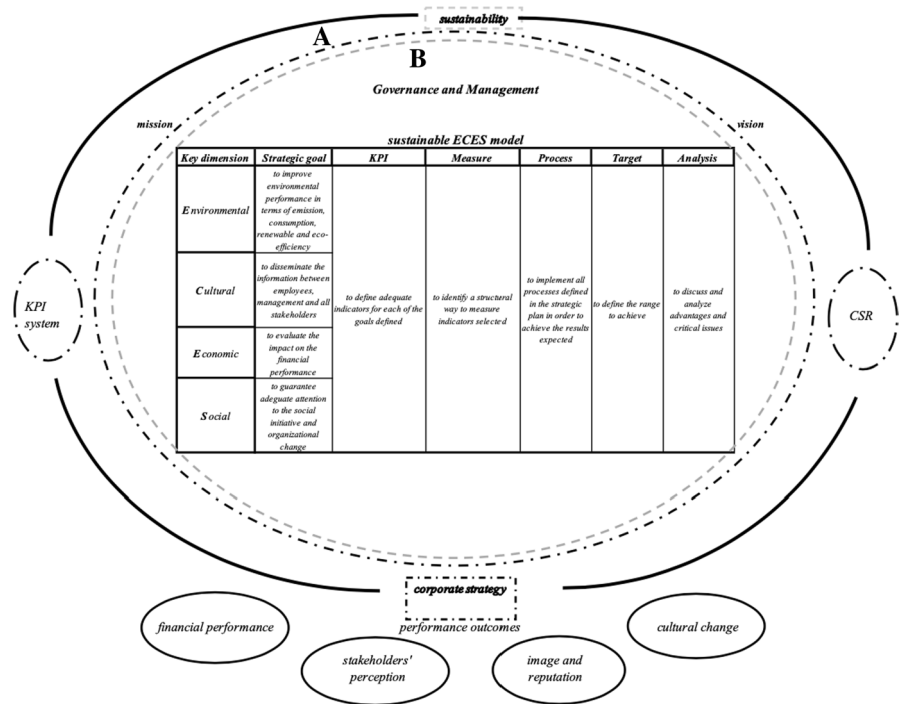 sustainability
A
B
Governance and Management
mission
vision
sustainable ECES model
Key dimension Strategic goal KPI Measure Process Target Analysis
Environmental
to improve
environmental
performance in
terms of emission,
consumption,
renewable and eco-
efficiency
Cultural
to disseminate the
information between
employees,
management and all
stakeholders
Economic
to evaluate the
impact on the
financial
performance
Social
to guarantee
adeguate attention
to the social
initiative and
organizational
change
to define adequate
indicators for each of the
goals defined
to identify a structural
way to measure
indicators selected
to implement all
processes defined
in the strategic
plan in order to
achieve the results
expected
to define the range
to achieve
to discuss and
analyze
advantages and
critical issues
KPI
system
CSR
corporate strategy
performance outcomes
financial performance
stakeholders'
perception
image and
reputation
cultural change